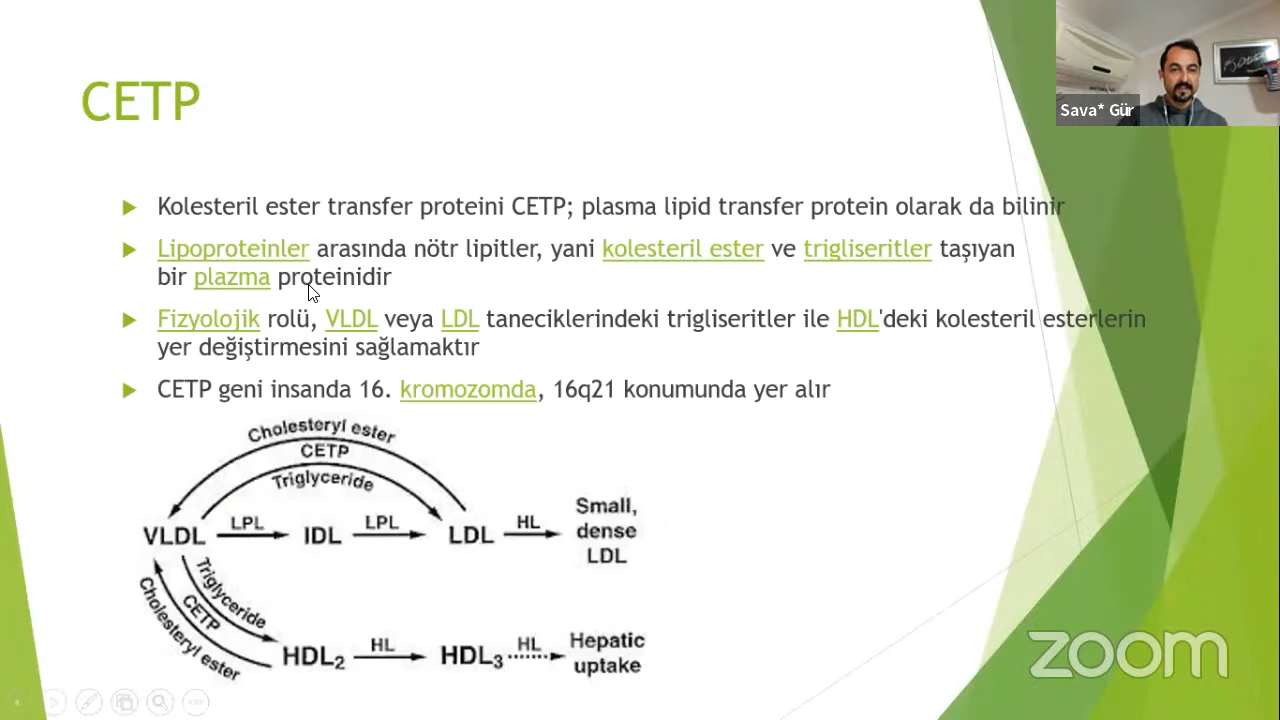 CETP
Sava* Gür
Kolesteril ester transfer proteini CETP; plasma lipid transfer protein olarak da bilinir
Lipoproteinler arasında nötr lipitler, yani kolesteril ester ve trigliseritler taşıyan
bir plazma proteinidir
Fizyolojik rolü, VLDL veya LDL taneciklerindeki trigliseritler ile HDL'deki kolesteril esterlerin
yer değiştirmesini sağlamaktır
CETP geni insanda 16. kromozomda, 16q21 konumunda yer alır
Cholesteryl ester
CETP
Triglyceride
VLDL LPL IDL LPL LDL HL Small,
dense
LDL
Triglyceride
CETP
Cholesteryl ester
HDL2 HL HDL3 HL Hepatic
uptake
zoom